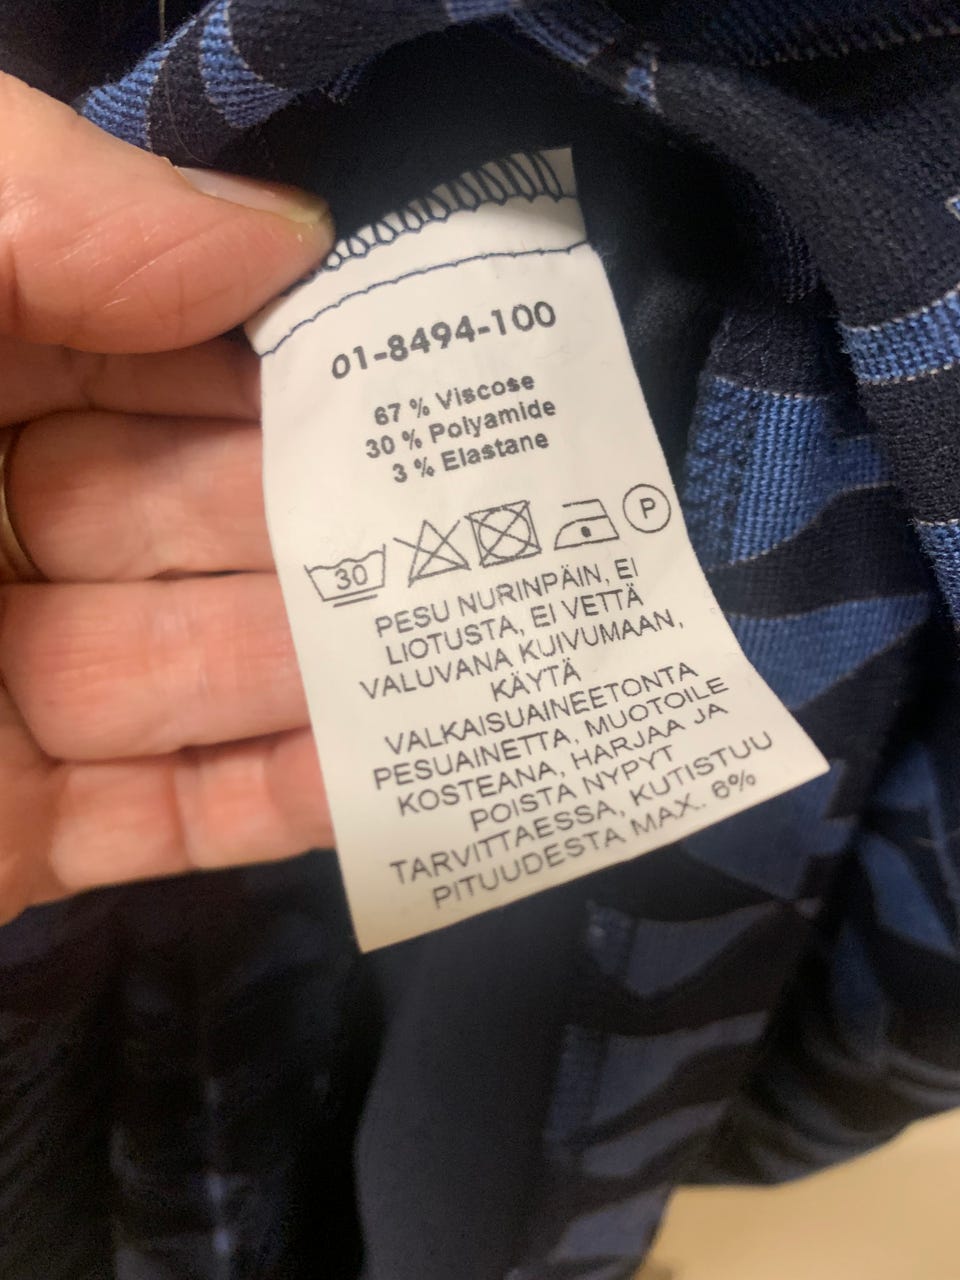 01-8494-100
67 % Viscose
30 % Polyamide
3 % Elastane
30 P
PESU NURINPÄIN, EI
LIOTUSTA, EI VETTÄ
VALUVANA KUIVUMAAN,
KÄYTÄ
VALKAISUAINEETONTA
PESUAINETTA, MUOTOILE
KOSTEANA, HARJAA JA
POISTA NYPYT
TARVITTAESSA, KUTISTUU
PITUUDESTA MAX.. 6%